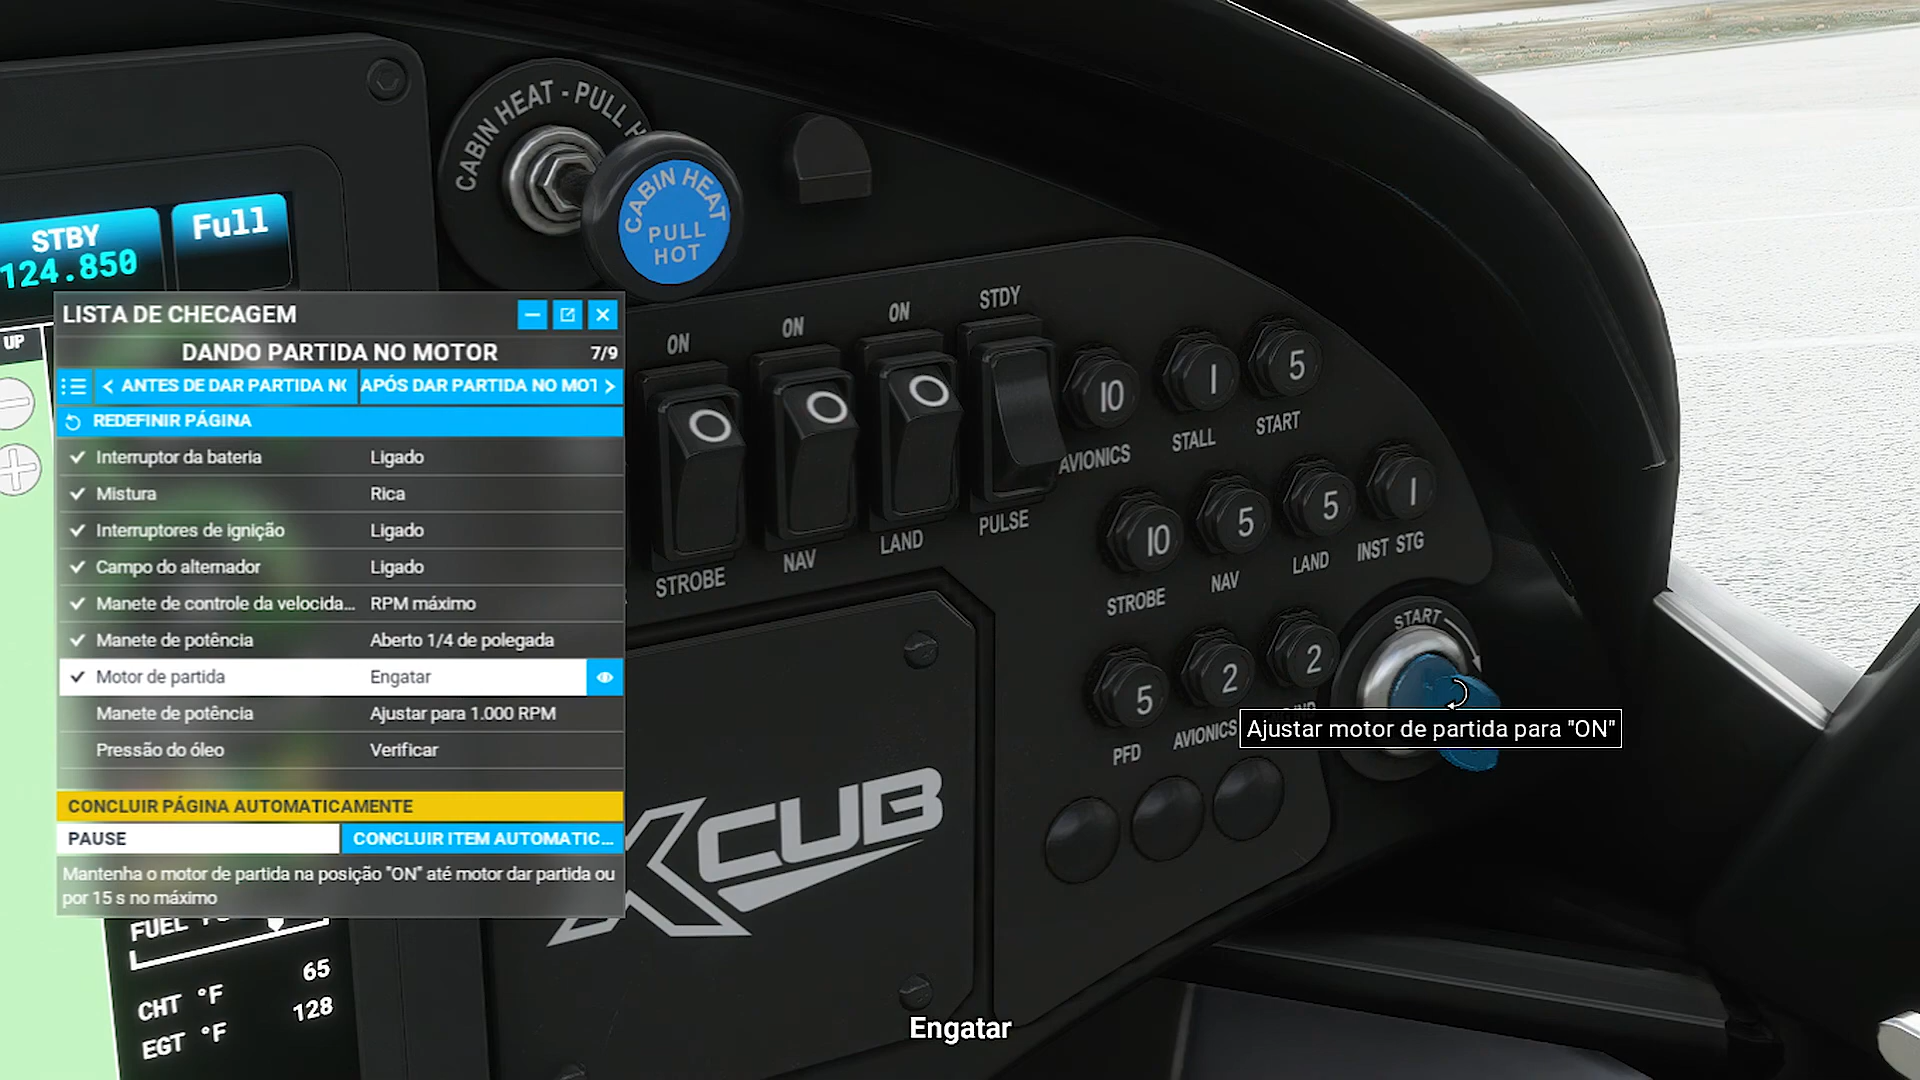 CABIN HEAT - PULL H
CABIN HEAT
PULL
HOT
STBY
124.850
Full
UP
LISTA DE CHECAGEM
DANDO PARTIDA NO MOTOR
7/9
ANTES DE DAR PARTIDA NO
APÓS DAR PARTIDA NO MOT
REDEFINIR PÁGINA
Interruptor da bateria Ligado
Mistura Rica
Interruptores de ignição Ligado
Campo do alternador Ligado
Manete de controle da velocida... RPM máximo
Manete de potência Aberto 1/4 de polegada
Motor de partida Engatar
Manete de potência Ajustar para 1.000 RPM
Pressão do óleo Verificar
CONCLUIR PÁGINA AUTOMATICAMENTE
PAUSE
CONCLUIR ITEM AUTOMATIC...
Mantenha o motor de partida na posição "ON" até motor dar partida ou
por 15 s no máximo
ON
ON
ON
STDY
STROBE
NAV
LAND
PULSE
10
1
5
AVIONICS
STALL
START
10
5
5
1
STROBE
NAV
LAND
INST STG
5
2
2
PFD
AVIONICS
START
Ajustar motor de partida para "ON"
XCUB
FUEL
CHT °F 65
EGT °F 128
Engatar